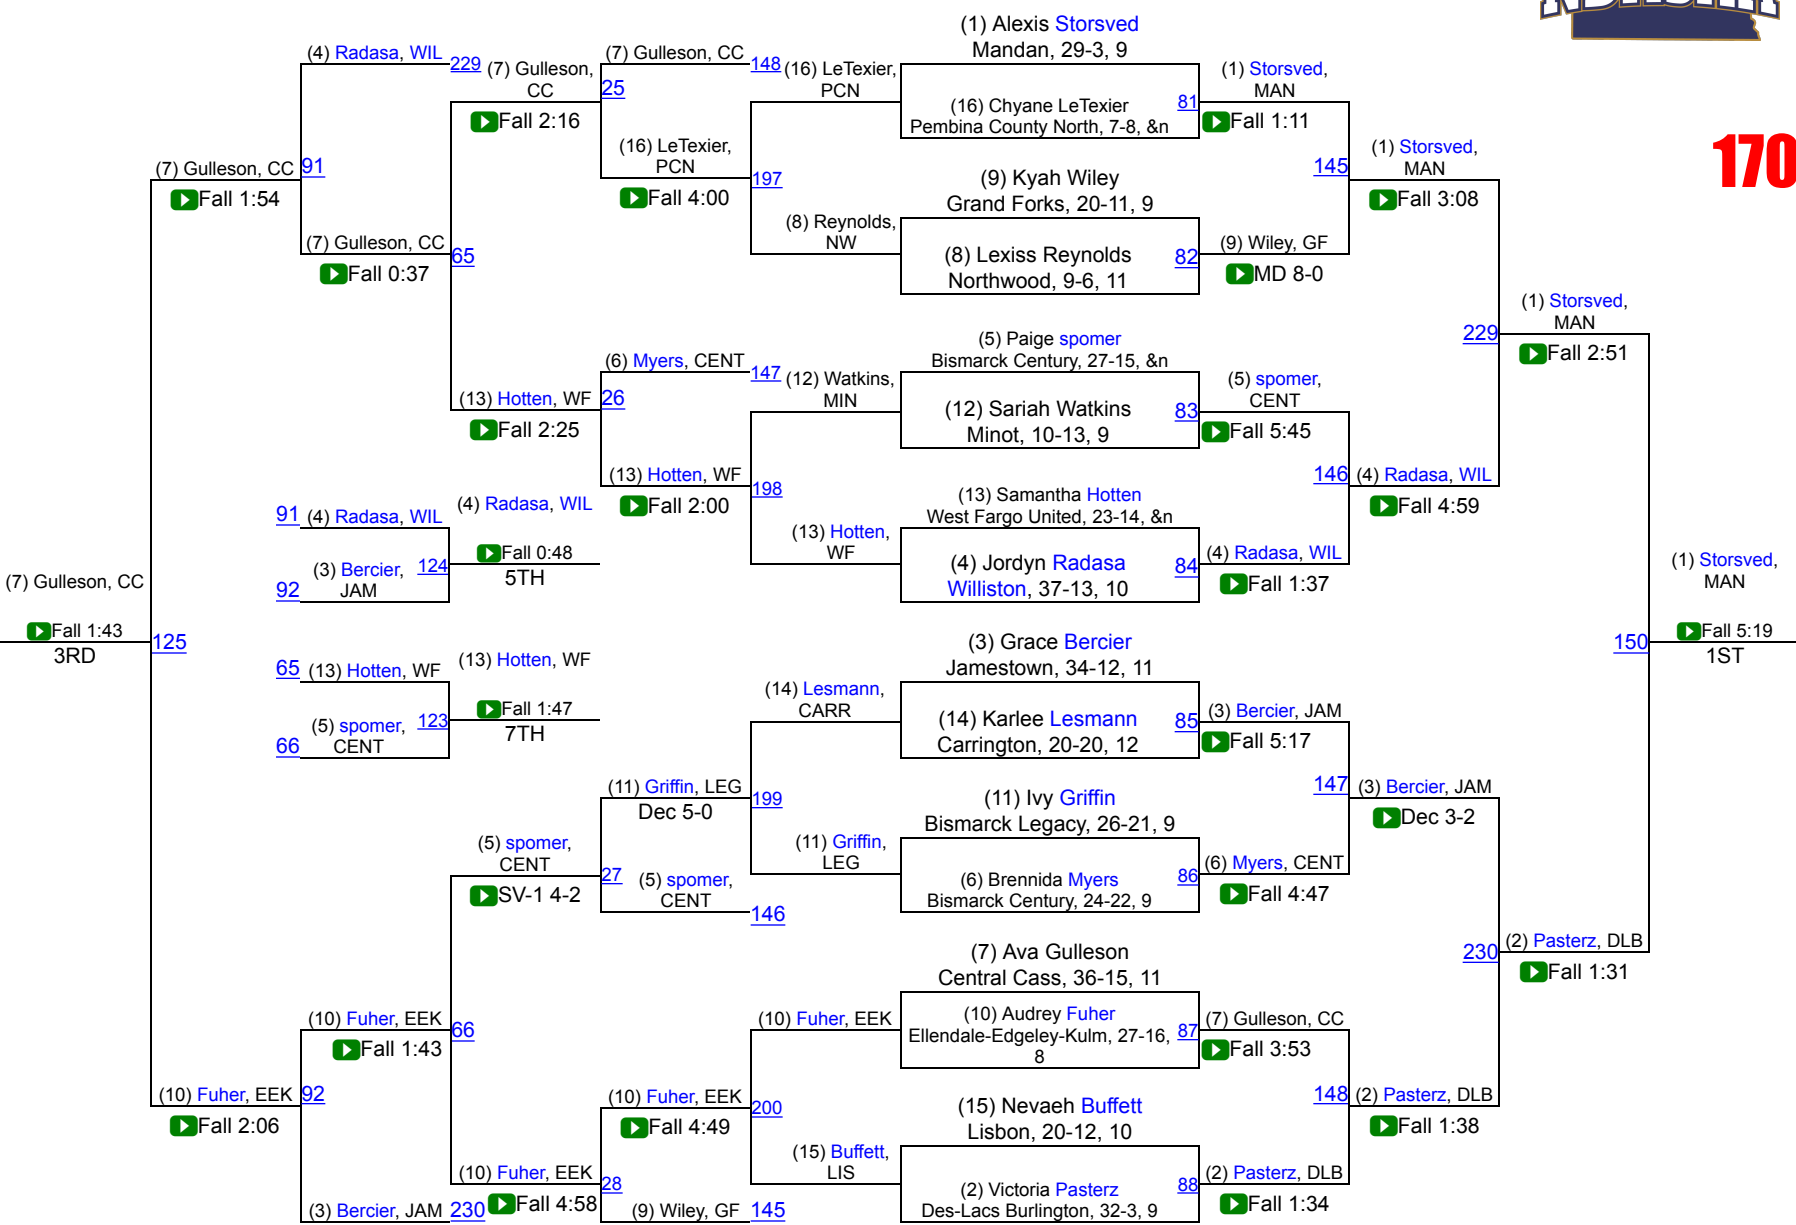 (1) Alexis Storsved
Mandan, 29-3, 9
(4) Radasa, WIL
229
(7) Gulleson,
CC
(7) Gulleson, CC
148
(16) LeTexier,
PCN
(1) Storsved,
MAN
25
(16) Chyane LeTexier
Pembina County North, 7-8, &n
81
Fall 2:16
Fall 1:11
(16) LeTexier,
PCN
(1) Storsved,
MAN
170
(7) Gulleson, CC
91
197
145
Fall 1:54
Fall 4:00
(9) Kyah Wiley
Grand Forks, 20-11, 9
Fall 3:08
(8) Reynolds,
NW
(7) Gulleson, CC
65
(8) Lexiss Reynolds
Northwood, 9-6, 11
82
(9) Wiley, GF
Fall 0:37
MD 8-0
(1) Storsved,
MAN
229
Fall 2:51
(5) Paige spomer
Bismarck Century, 27-15, &n
(6) Myers, CENT
147
(12) Watkins,
MIN
(5) spomer,
CENT
(13) Hotten, WF
26
(12) Sariah Watkins
Minot, 10-13, 9
83
Fall 2:25
Fall 5:45
(13) Hotten, WF
198
146
(4) Radasa, WIL
91
(4) Radasa, WIL
(4) Radasa, WIL
Fall 2:00
(13) Samantha Hotten
West Fargo United, 23-14, &n
Fall 4:59
(13) Hotten,
WF
Fall 0:48
5TH
(3) Bercier,
JAM
124
92
(4) Jordyn Radasa
Williston, 37-13, 10
84
(4) Radasa, WIL
Fall 1:37
(7) Gulleson, CC
(1) Storsved,
MAN
Fall 1:43
3RD
125
150
Fall 5:19
1ST
(3) Grace Bercier
Jamestown, 34-12, 11
65
(13) Hotten, WF
(13) Hotten, WF
(14) Lesmann,
CARR
Fall 1:47
7TH
(5) spomer,
CENT
123
66
(14) Karlee Lesmann
Carrington, 20-20, 12
85
(3) Bercier, JAM
Fall 5:17
(11) Griffin, LEG
199
147
(3) Bercier, JAM
Dec 5-0
(11) Ivy Griffin
Bismarck Legacy, 26-21, 9
Dec 3-2
(5) spomer,
CENT
(11) Griffin,
LEG
27
(5) spomer,
CENT
(6) Brennida Myers
Bismarck Century, 24-22, 9
86
(6) Myers, CENT
SV-1 4-2
Fall 4:47
146
(7) Ava Gulleson
Central Cass, 36-15, 11
230
(2) Pasterz, DLB
Fall 1:31
(10) Fuher, EEK
66
(10) Fuher, EEK
(10) Audrey Fuher
Ellendale-Edgeley-Kulm, 27-16,
8
87
(7) Gulleson, CC
Fall 1:43
Fall 3:53
(10) Fuher, EEK
92
(10) Fuher, EEK
200
148
(2) Pasterz, DLB
Fall 2:06
Fall 4:49
(15) Nevaeh Buffett
Lisbon, 20-12, 10
Fall 1:38
(15) Buffett,
LIS
(10) Fuher, EEK
28
(2) Victoria Pasterz
Des-Lacs Burlington, 32-3, 9
88
(2) Pasterz, DLB
Fall 4:58
Fall 1:34
(3) Bercier, JAM
230
(9) Wiley, GF
145